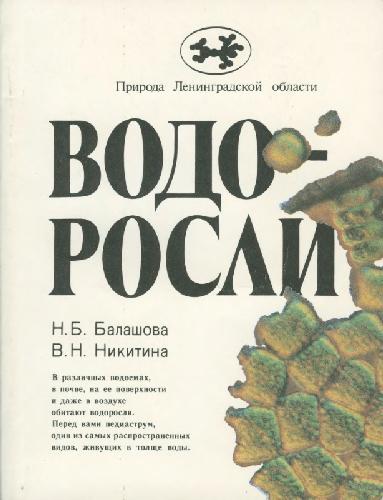 Природа Ленинградской области
ВОДО-
РОСЛИ
Н.Б. Балашова
В.Н. Никитина
В различных водоемах,
в почве, на ее поверхности
и даже в воздухе
обитают водоросли.
Перед вами педиаструм,
один из самых распространенных
видов, живущих в толще воды.